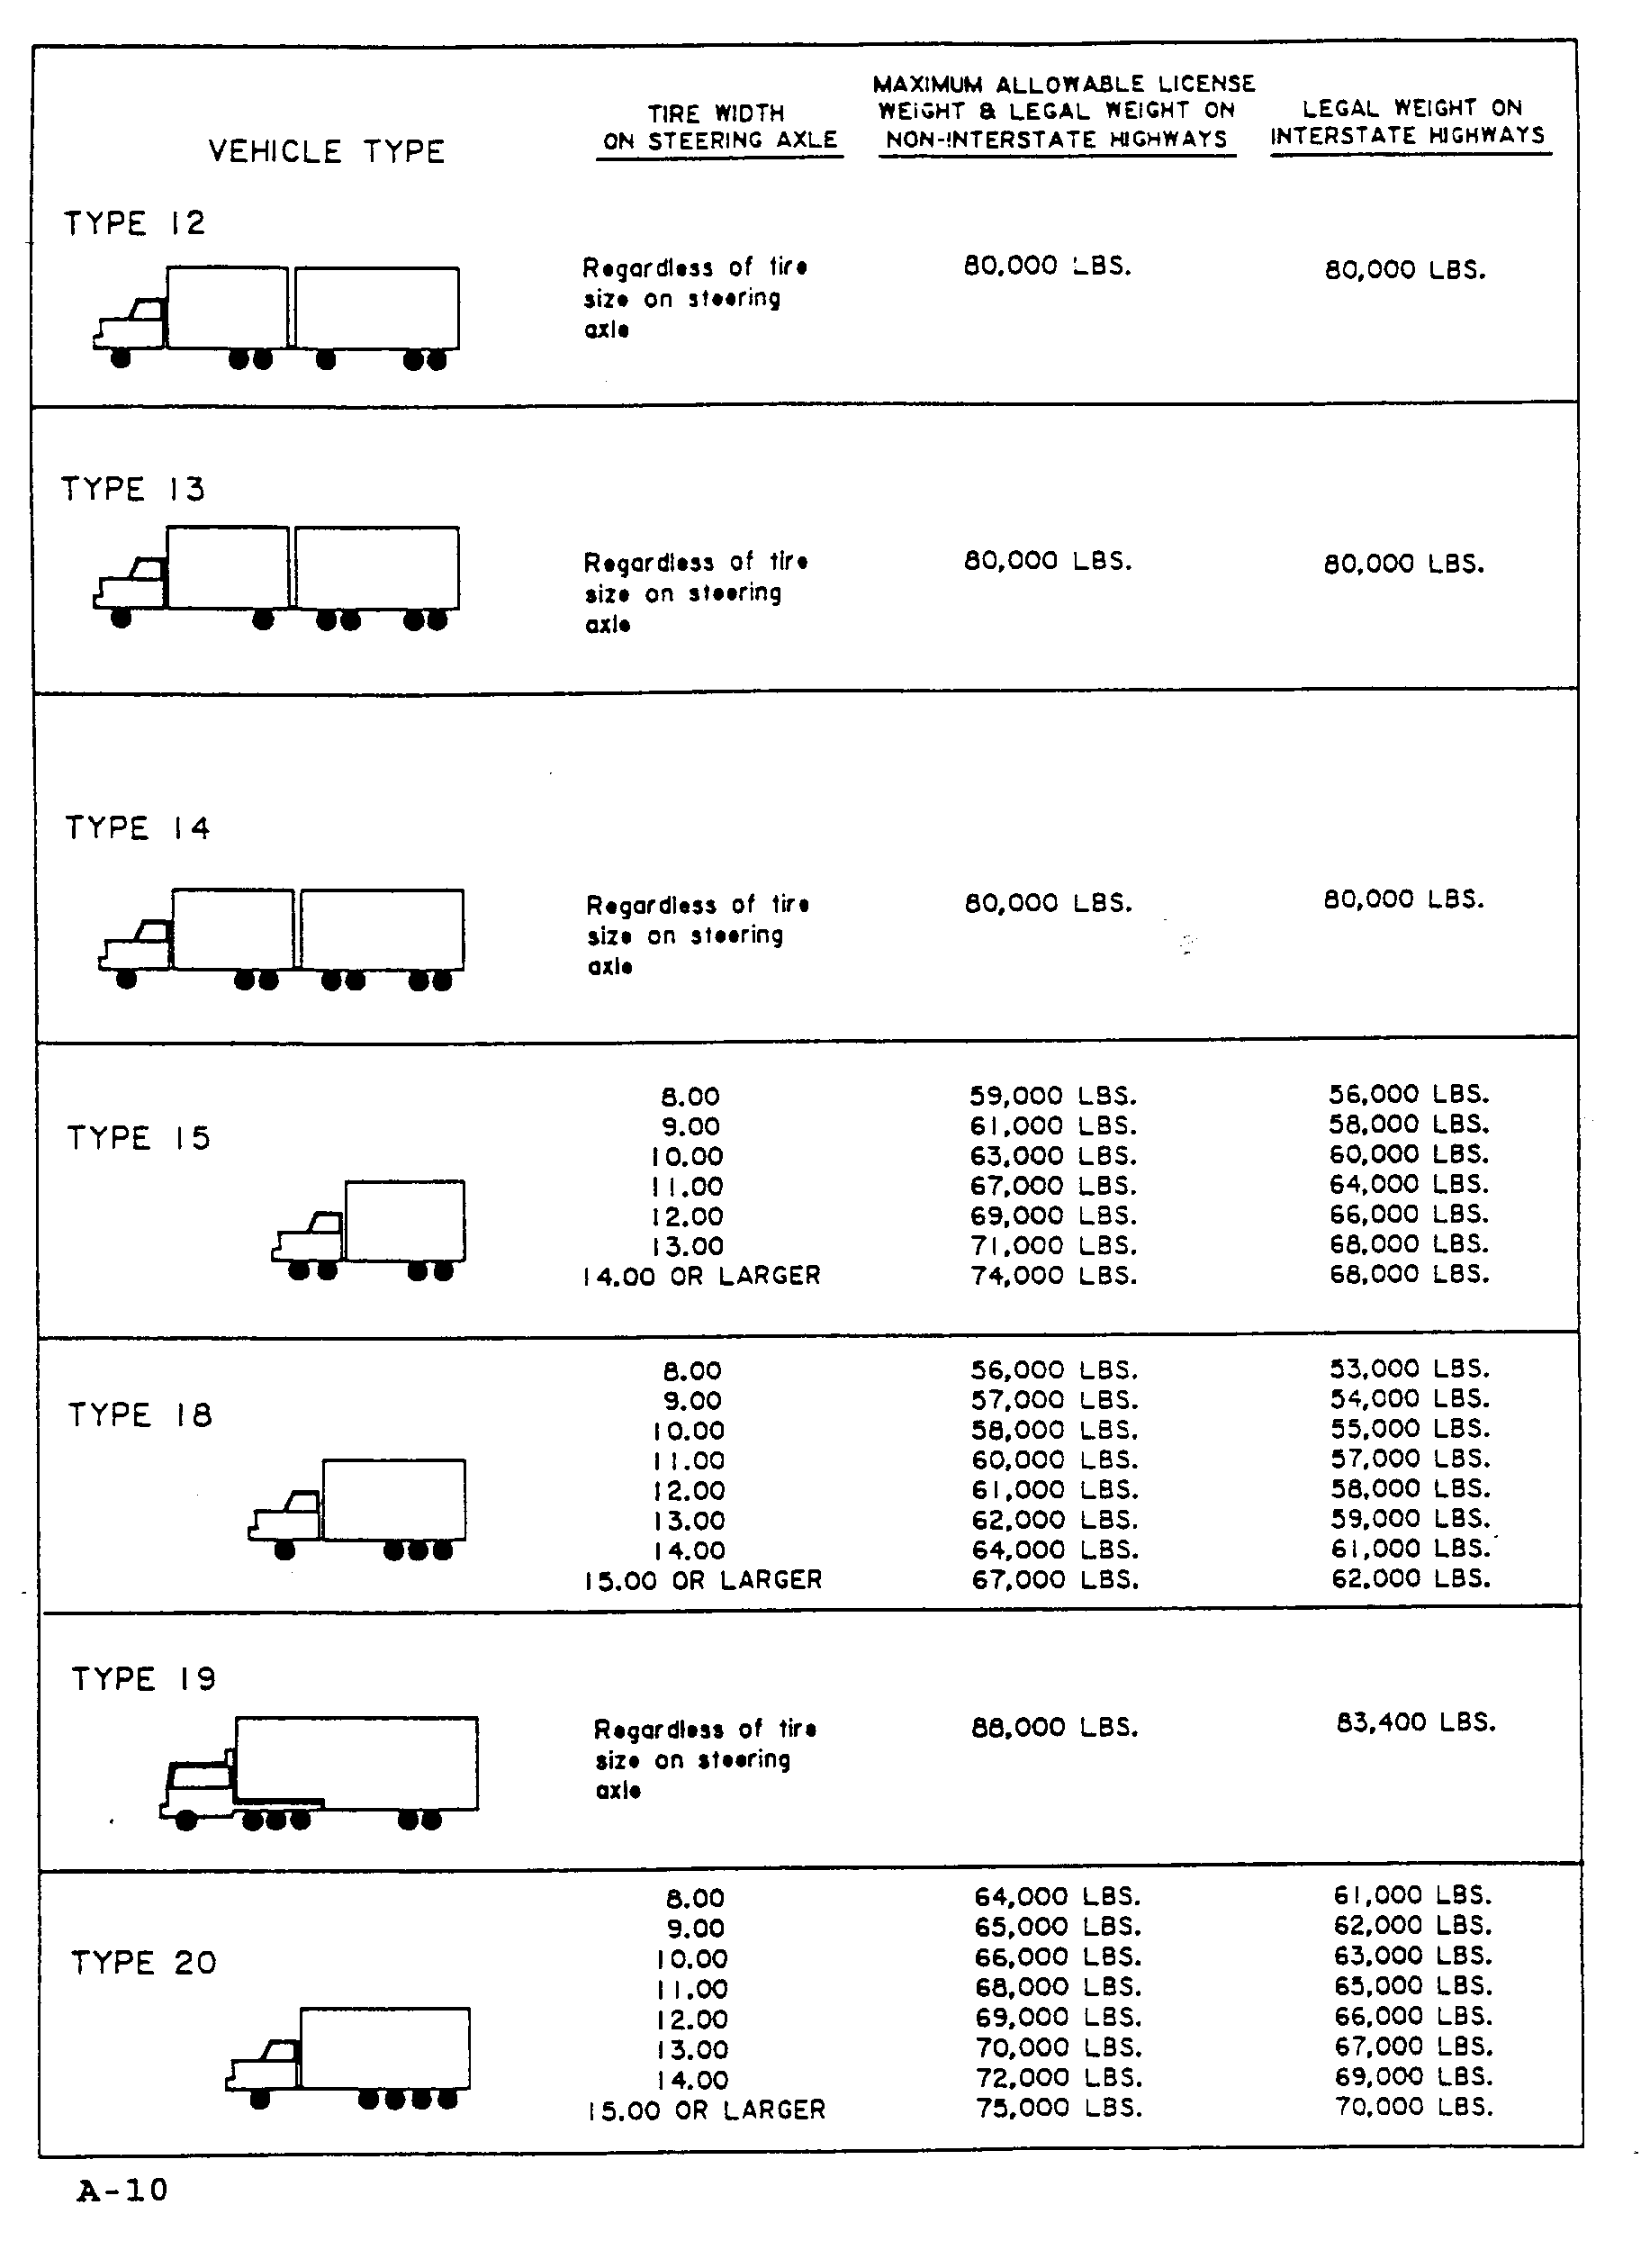 VEHICLE TYPE
TIRE WIDTH
ON STEERING AXLE
MAXIMUM ALLOWABLE LICENSE
WEIGHT & LEGAL WEIGHT ON
NON-INTERSTATE HIGHWAYS
LEGAL WEIGHT ON
INTERSTATE HIGHWAYS
TYPE 12
Regardless of tire 80,000 LBS. 80,000 LBS.
size on steering
axle
TYPE 13
Regardless of tire 80,000 LBS. 80,000 LBS.
size on steering
axle
TYPE 14
Regardless of tire 80,000 LBS. 80,000 LBS.
size on steering
axle
TYPE 15
8.00 59,000 LBS. 56,000 LBS.
9.00 61,000 LBS. 58,000 LBS.
10.00 63,000 LBS. 60,000 LBS.
11.00 67,000 LBS. 64,000 LBS.
12.00 69,000 LBS. 66,000 LBS.
13.00 71,000 LBS. 68,000 LBS.
14.00 OR LARGER 74,000 LBS. 68,000 LBS.
TYPE 18
8.00 56,000 LBS. 53,000 LBS.
9.00 57,000 LBS. 54,000 LBS.
10.00 58,000 LBS. 55,000 LBS.
11.00 60,000 LBS. 57,000 LBS.
12.00 61,000 LBS. 58,000 LBS.
13.00 62,000 LBS. 59,000 LBS.
14.00 64,000 LBS. 61,000 LBS.
15.00 OR LARGER 67,000 LBS. 62,000 LBS.
TYPE 19
Regardless of tire 88,000 LBS. 83,400 LBS.
size on steering
axle
TYPE 20
8.00 64,000 LBS. 61,000 LBS.
9.00 65,000 LBS. 62,000 LBS.
10.00 66,000 LBS. 63,000 LBS.
11.00 68,000 LBS. 65,000 LBS.
12.00 69,000 LBS. 66,000 LBS.
13.00 70,000 LBS. 67,000 LBS.
14.00 72,000 LBS. 69,000 LBS.
15.00 OR LARGER 75,000 LBS. 70,000 LBS.
A-10